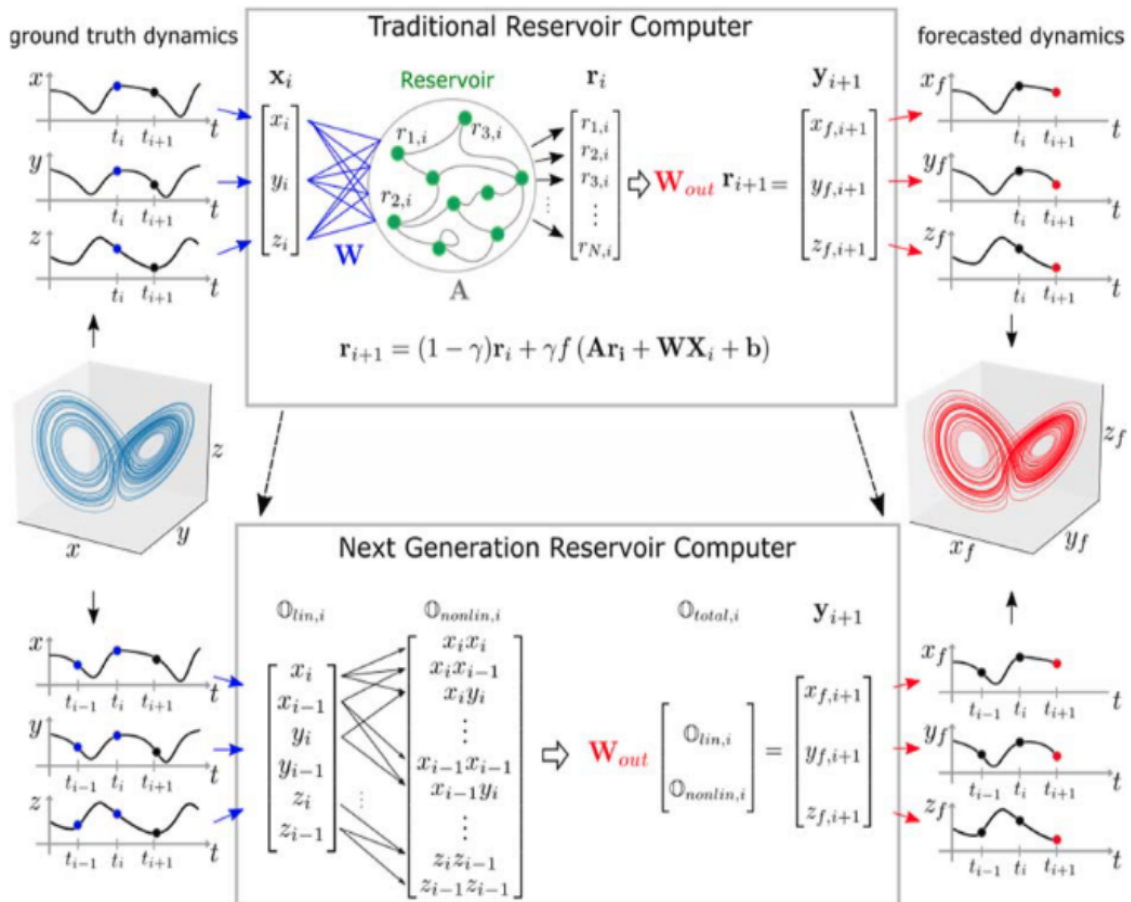 Traditional Reservoir Computer
ground truth dynamics
forecasted dynamics
x
t
t_i
t_{i+1}
y
t
t_i
t_{i+1}
z
t
t_i
t_{i+1}
𝐱_i
x_i
y_i
z_i
𝐖
Reservoir
r_{1,i}
r_{3,i}
r_{2,i}
𝐀
𝐫_i
r_{1,i}
r_{2,i}
r_{3,i}
⋮
r_{N,i}
𝐖_{out} 𝐫_{i+1} =
𝐲_{i+1}
x_{f,i+1}
y_{f,i+1}
z_{f,i+1}
x_f
t
t_i
t_{i+1}
y_f
t
t_i
t_{i+1}
z_f
t
t_i
t_{i+1}
𝐫_{i+1} = (1 − γ)𝐫_i + γf (𝐀𝐫_𝐢 + 𝐖𝐗_i + 𝐛)
z
x
y
z_f
x_f
y_f
Next Generation Reservoir Computer
x
t
t_{i−1}
t_i
t_{i+1}
y
t
t_{i−1}
t_i
t_{i+1}
z
t
t_{i−1}
t_i
t_{i+1}
𝕆_{lin,i}
x_i
x_{i−1}
y_i
y_{i−1}
z_i
z_{i−1}
𝕆_{nonlin,i}
x_i x_i
x_i x_{i−1}
x_i y_i
⋮
x_{i−1} x_{i−1}
x_{i−1} y_i
⋮
z_i z_{i−1}
z_{i−1} z_{i−1}
𝐖_{out}
𝕆_{total,i}
𝕆_{lin,i}
𝕆_{nonlin,i}
=
𝐲_{i+1}
x_{f,i+1}
y_{f,i+1}
z_{f,i+1}
x_f
t
t_{i−1}
t_i
t_{i+1}
y_f
t
t_{i−1}
t_i
t_{i+1}
z_f
t
t_{i−1}
t_i
t_{i+1}